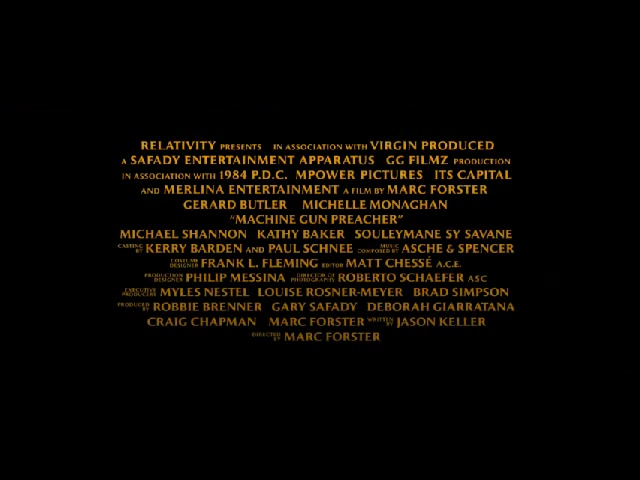 RELATIVITY PRESENTS IN ASSOCIATION WITH VIRGIN PRODUCED
A SAFADY ENTERTAINMENT APPARATUS GG FILMZ PRODUCTION
IN ASSOCIATION WITH 1984 P.D.C. MPOWER PICTURES ITS CAPITAL
AND MERLINA ENTERTAINMENT A FILM BY MARC FORSTER
GERARD BUTLER MICHELLE MONAGHAN
"MACHINE GUN PREACHER"
MICHAEL SHANNON KATHY BAKER SOULEYMANE SY SAVANE
CASTING BY KERRY BARDEN AND PAUL SCHNEE MUSIC COMPOSED BY ASCHE & SPENCER
COSTUME DESIGNER FRANK L. FLEMING EDITOR MATT CHESSÉ A.C.E.
PRODUCTION DESIGNER PHILIP MESSINA DIRECTOR OF PHOTOGRAPHY ROBERTO SCHAEFER ASC
EXECUTIVE PRODUCERS MYLES NESTEL LOUISE ROSNER-MEYER BRAD SIMPSON
PRODUCED BY ROBBIE BRENNER GARY SAFADY DEBORAH GIARRATANA
CRAIG CHAPMAN MARC FORSTER WRITTEN BY JASON KELLER
DIRECTED BY MARC FORSTER